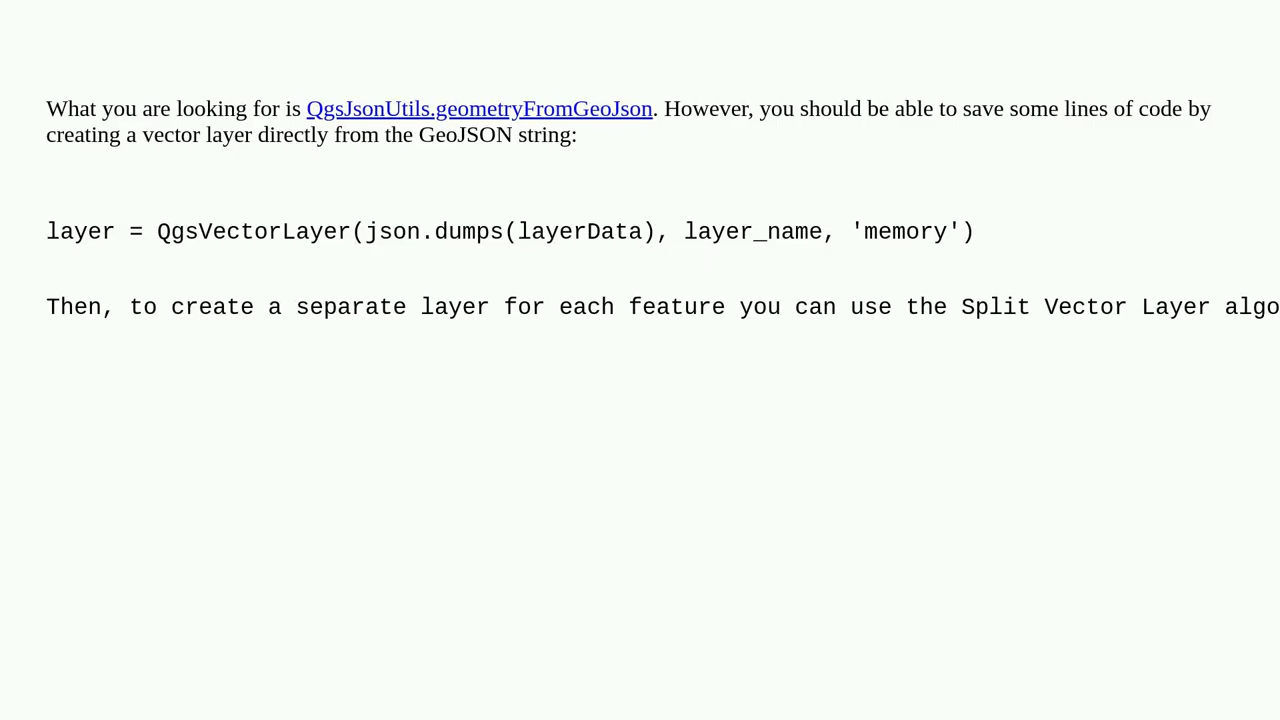 What you are looking for is QgsJsonUtils.geometryFromGeoJson. However, you should be able to save some lines of code by
creating a vector layer directly from the GeoJSON string:
layer = QgsVectorLayer(json.dumps(layerData), layer_name, 'memory')
Then, to create a separate layer for each feature you can use the Split Vector Layer algo